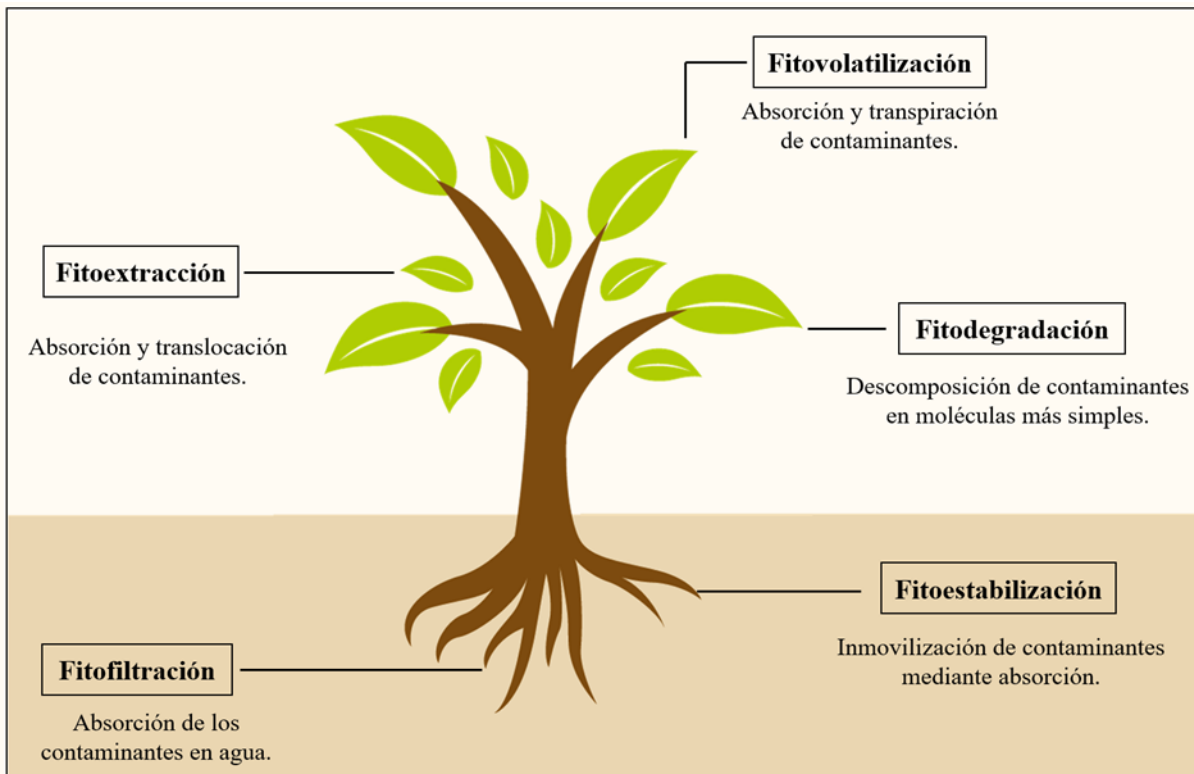 Fitovolatilización
Absorción y transpiración
de contaminantes.
Fitoextracción
Absorción y translocación
de contaminantes.
Fitodegradación
Descomposición de contaminantes
en moléculas más simples.
Fitoestabilización
Inmovilización de contaminantes
mediante absorción.
Fitofiltración
Absorción de los
contaminantes en agua.